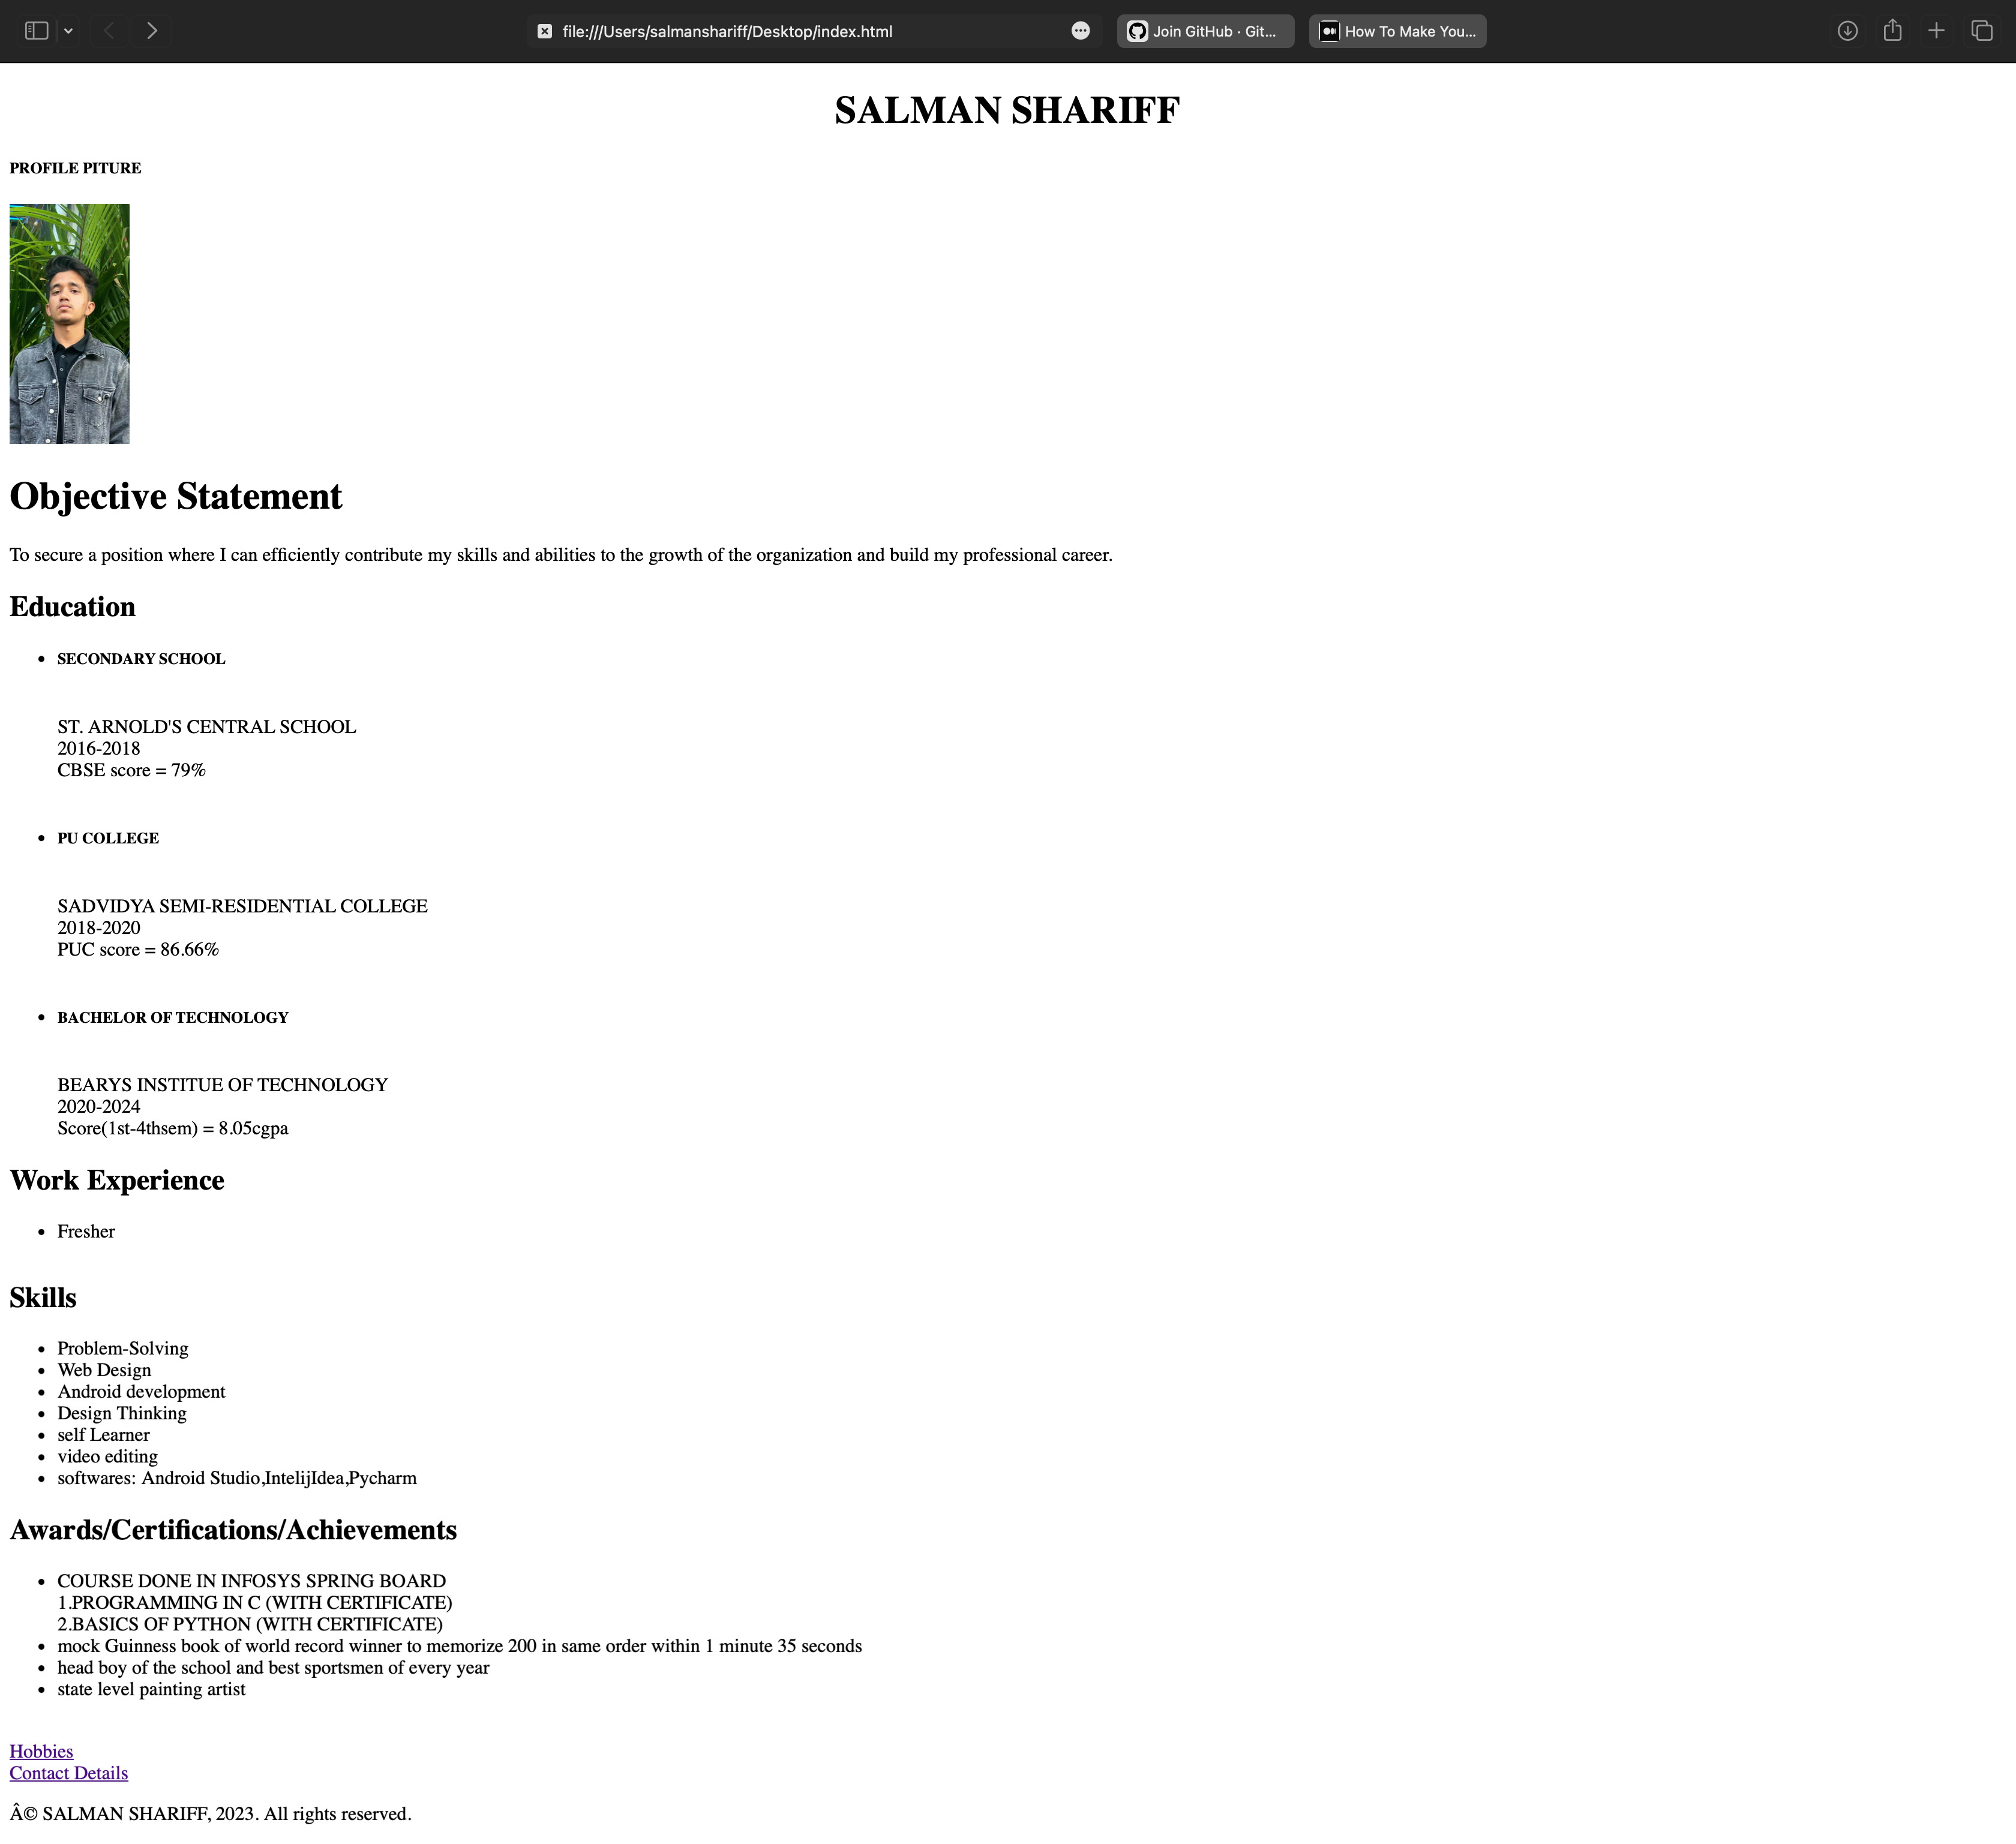 file:///Users/salmanshariff/Desktop/index.html
Join GitHub · Git...
How To Make You...
SALMAN SHARIFF
PROFILE PITURE
Objective Statement
To secure a position where I can efficiently contribute my skills and abilities to the growth of the organization and build my professional career.
Education
• SECONDARY SCHOOL
ST. ARNOLD'S CENTRAL SCHOOL
2016-2018
CBSE score = 79%
• PU COLLEGE
SADVIDYA SEMI-RESIDENTIAL COLLEGE
2018-2020
PUC score = 86.66%
• BACHELOR OF TECHNOLOGY
BEARYS INSTITUE OF TECHNOLOGY
2020-2024
Score(1st-4thsem) = 8.05cgpa
Work Experience
• Fresher
Skills
• Problem-Solving
• Web Design
• Android development
• Design Thinking
• self Learner
• video editing
• softwares: Android Studio,IntelijIdea,Pycharm
Awards/Certifications/Achievements
• COURSE DONE IN INFOSYS SPRING BOARD
1.PROGRAMMING IN C (WITH CERTIFICATE)
2.BASICS OF PYTHON (WITH CERTIFICATE)
• mock Guinness book of world record winner to memorize 200 in same order within 1 minute 35 seconds
• head boy of the school and best sportsmen of every year
• state level painting artist
Hobbies
Contact Details
Â© SALMAN SHARIFF, 2023. All rights reserved.